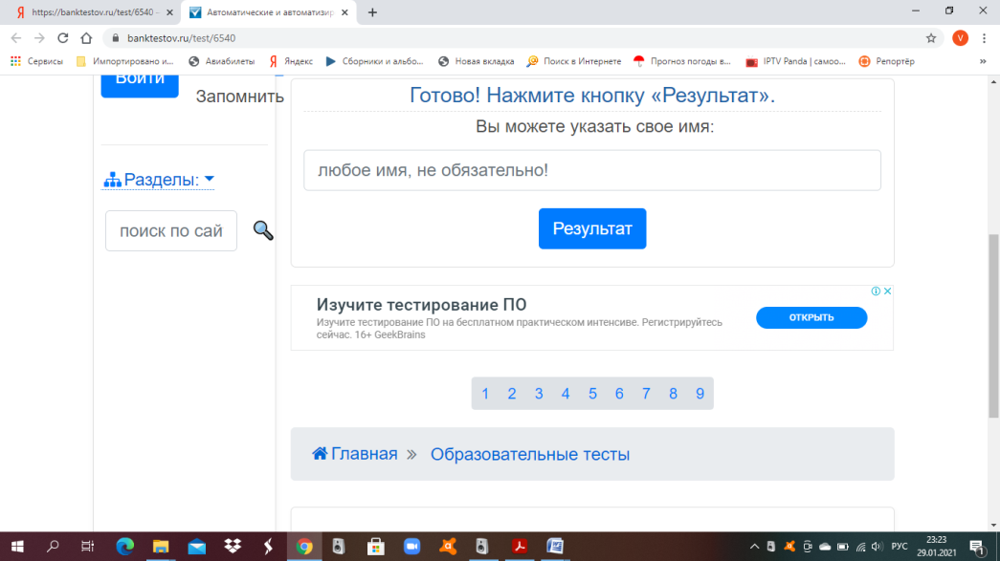 https://banktestov.ru/test/6540 –
Автоматические и автоматизир
banktestov.ru/test/6540
V
Сервисы
Импортировано и...
Авиабилеты
Яндекс
Сборники и альбо...
Новая вкладка
Поиск в Интернете
Прогноз погоды в...
IPTV Panda | самоо...
Репортёр
»
Войти
Запомнить
Разделы:
поиск по сай
Готово! Нажмите кнопку «Результат».
Вы можете указать свое имя:
любое имя, не обязательно!
Результат
Изучите тестирование ПО
Изучите тестирование ПО на бесплатном практическом интенсиве. Регистрируйтесь
сейчас. 16+ GeekBrains
ОТКРЫТЬ
1 2 3 4 5 6 7 8 9
Главная » Образовательные тесты
РУС
23:23
29.01.2021
1